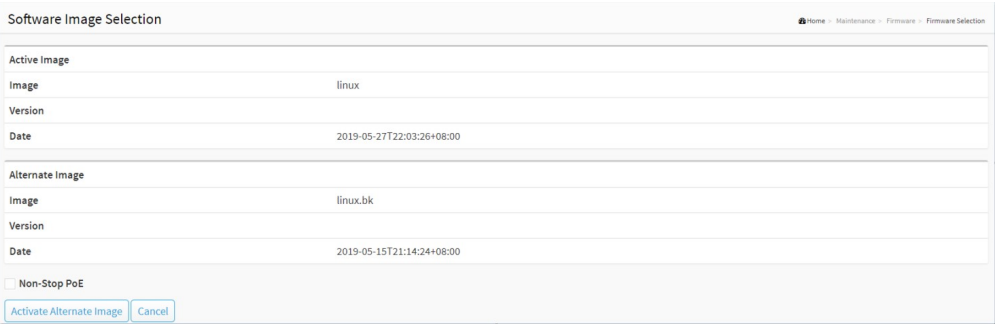 Software Image Selection
Home > Maintenance > Firmware > Firmware Selection
Active Image
Image linux
Version
Date 2019-05-27T22:03:26+08:00
Alternate Image
Image linux.bk
Version
Date 2019-05-15T21:14:24+08:00
Non-Stop PoE
Activate Alternate Image Cancel